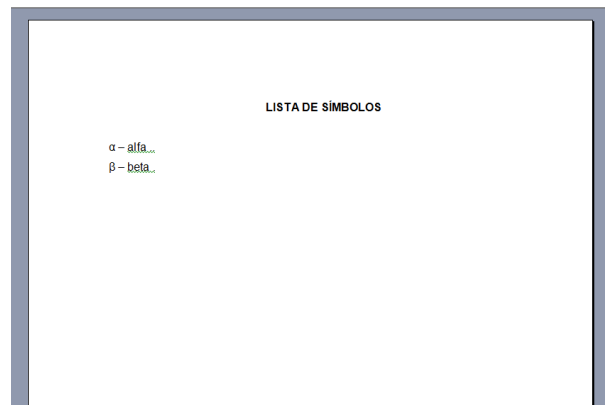 LISTA DE SÍMBOLOS
α – alfa...
β – beta...